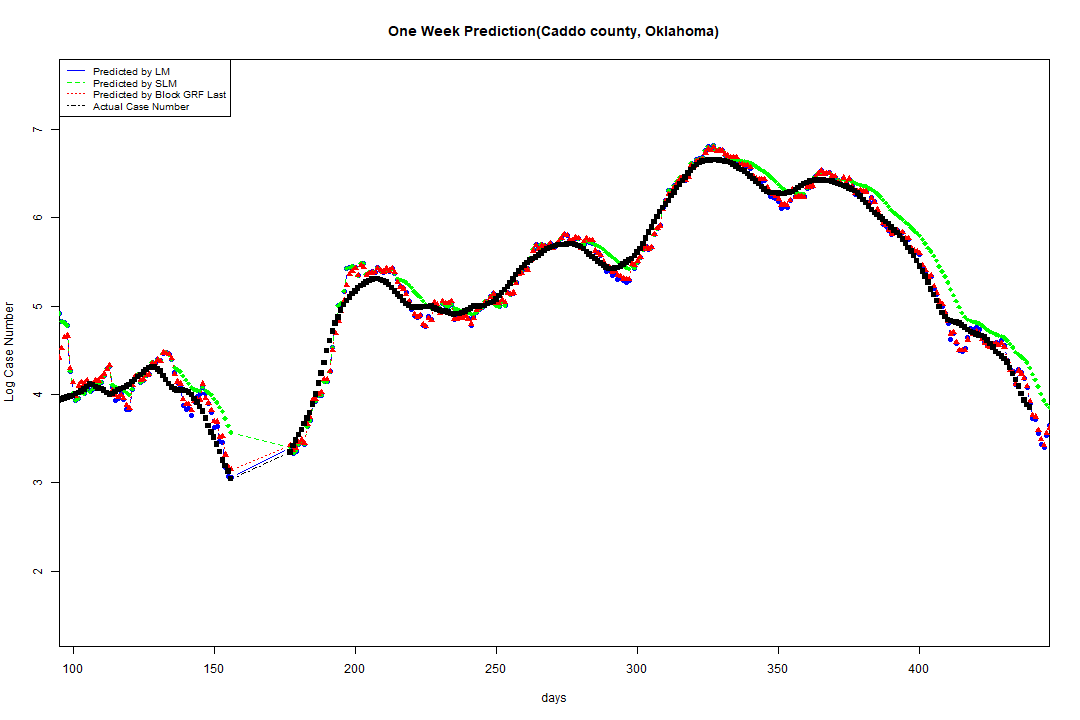 One Week Prediction(Caddo county, Oklahoma)
Predicted by LM
Predicted by SLM
Predicted by Block GRF Last
Actual Case Number
7
6
5
4
3
2
Log Case Number
100 150 200 250 300 350 400
days